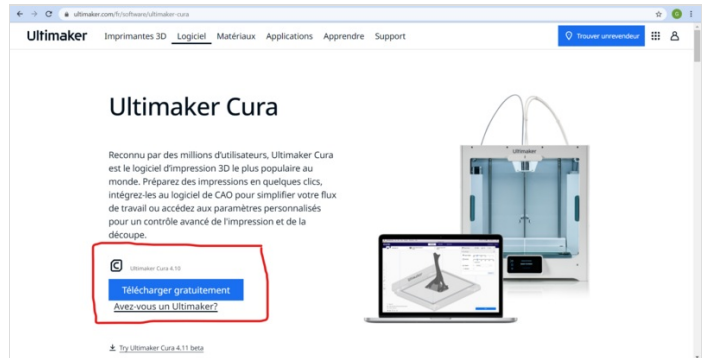 ultimaker.com/fr/software/ultimaker-cura
Ultimaker Imprimantes 3D Logiciel Matériaux Applications Apprendre Support Trouver unrevendeur
Ultimaker Cura
Reconnu par des millions d'utilisateurs, Ultimaker Cura
est le logiciel d'impression 3D le plus populaire au
monde. Préparez des impressions en quelques clics,
intégrez-les au logiciel de CAO pour simplifier votre flux
de travail ou accédez aux paramètres personnalisés
pour un contrôle avancé de l'impression et de la
découpe.
Ultimaker
Ultimaker Cura 4.10
Télécharger gratuitement
Avez-vous un Ultimaker?
Try Ultimaker Cura 4.11 beta